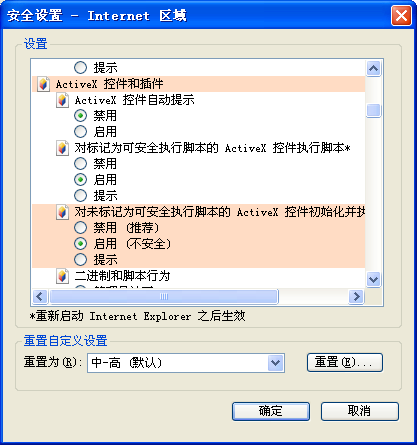 安全设置 - Internet 区域
设置
提示
ActiveX 控件和插件
ActiveX 控件自动提示
禁用
启用
对标记为可安全执行脚本的 ActiveX 控件执行脚本*
禁用
启用
提示
对未标记为可安全执行脚本的 ActiveX 控件初始化并执
禁用 (推荐)
启用 (不安全)
提示
二进制和脚本行为
*重新启动 Internet Explorer 之后生效
重置自定义设置
重置为(R): 中-高 (默认) 重置(E)...
确定 取消